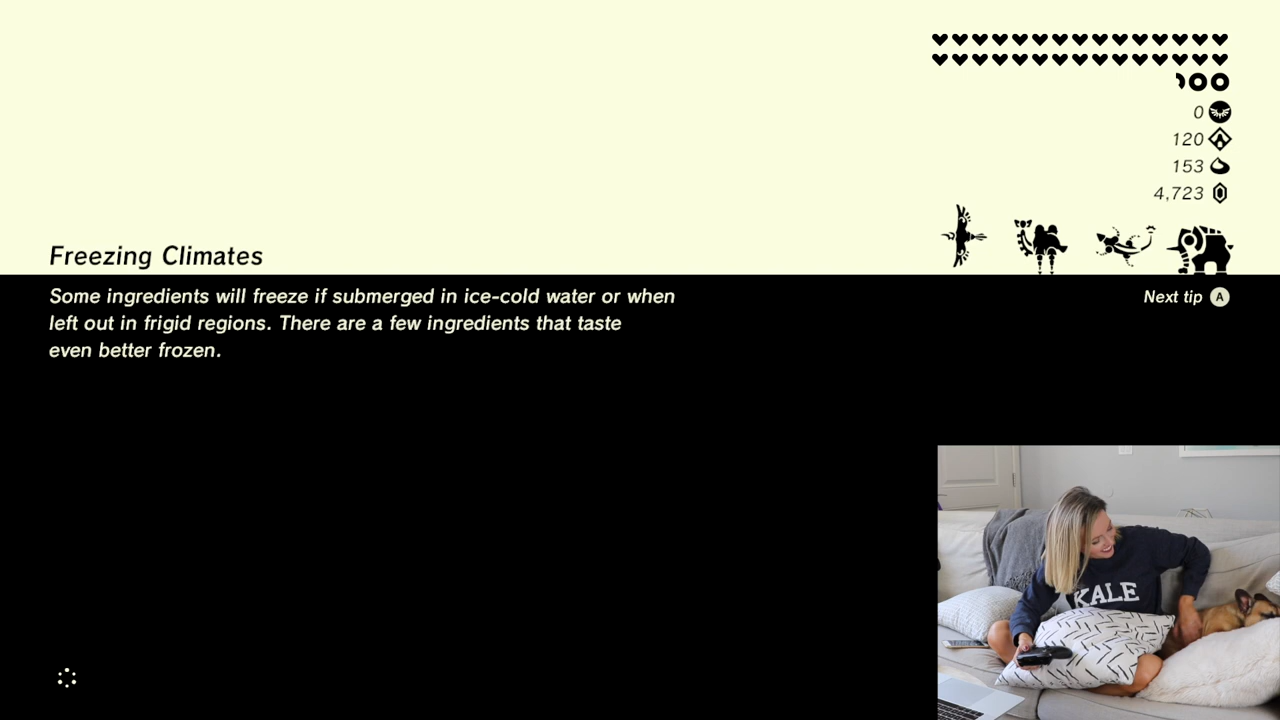 0
120
153
4,723
Freezing Climates
Some ingredients will freeze if submerged in ice-cold water or when
left out in frigid regions. There are a few ingredients that taste
even better frozen.
Next tip A
KALE